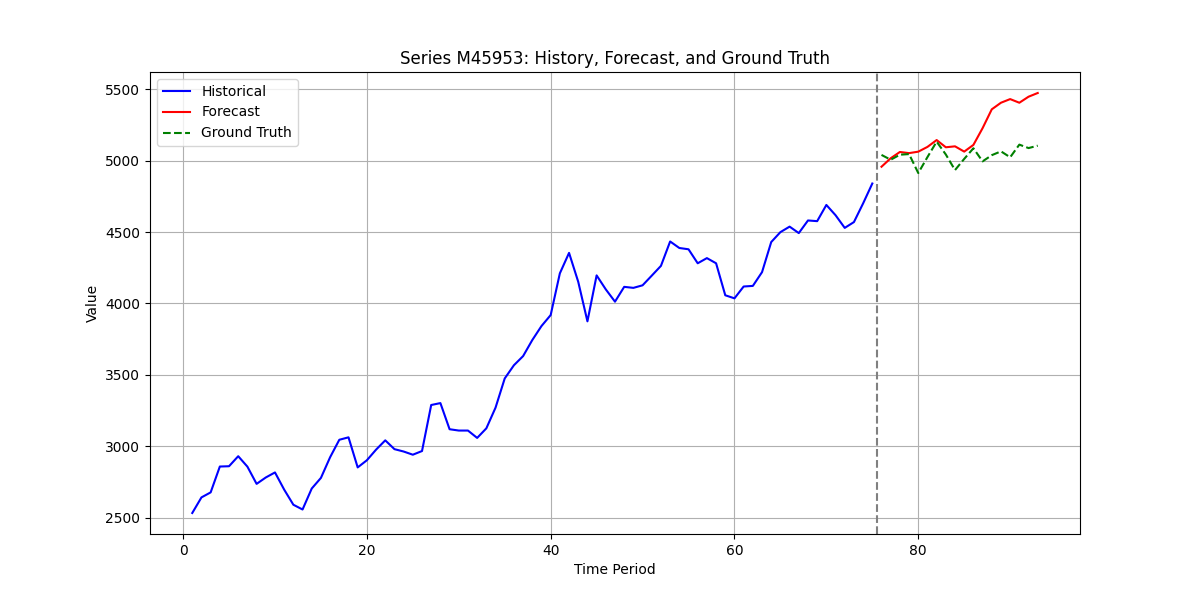 Series M45953: History, Forecast, and Ground Truth
Historical
Forecast
Ground Truth
Value
5500
5000
4500
4000
3500
3000
2500
0 20 40 60 80
Time Period